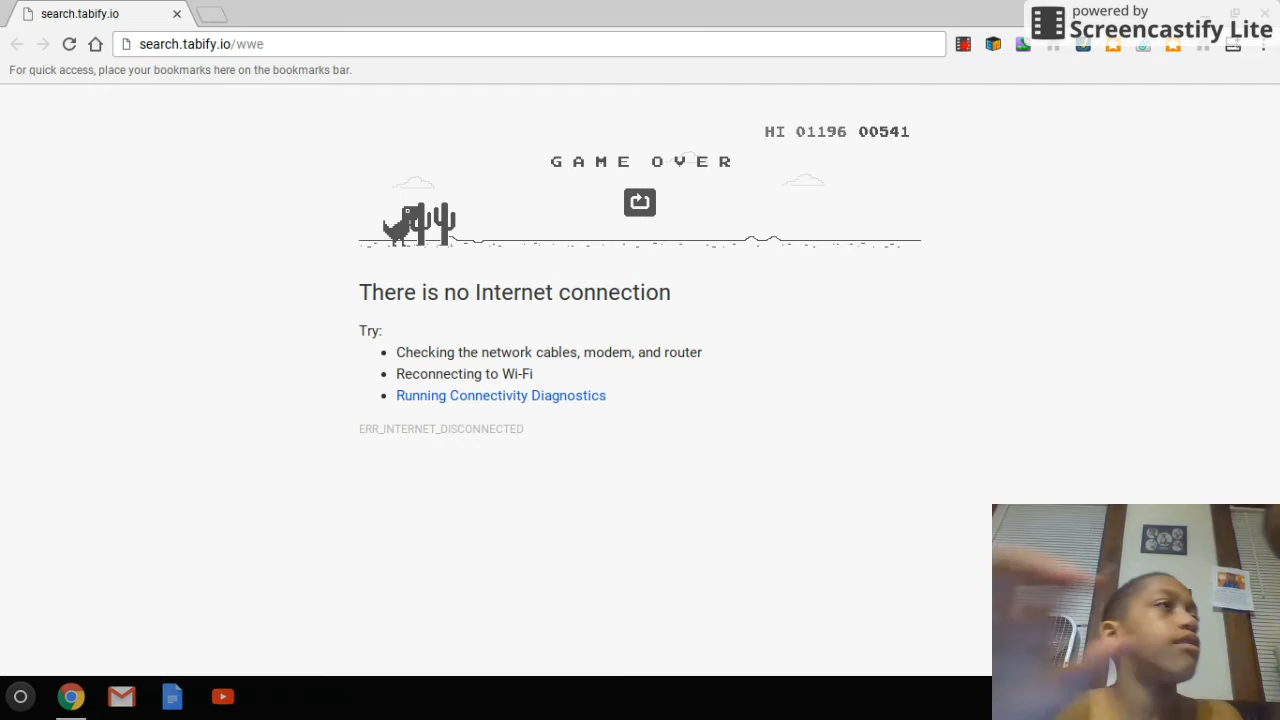 search.tabify.io
powered by
Screencastify Lite
search.tabify.io/wwe
For quick access, place your bookmarks here on the bookmarks bar.
HI 01196 00541
GAME OVER
There is no Internet connection
Try:
Checking the network cables, modem, and router
Reconnecting to Wi-Fi
Running Connectivity Diagnostics
ERR_INTERNET_DISCONNECTED